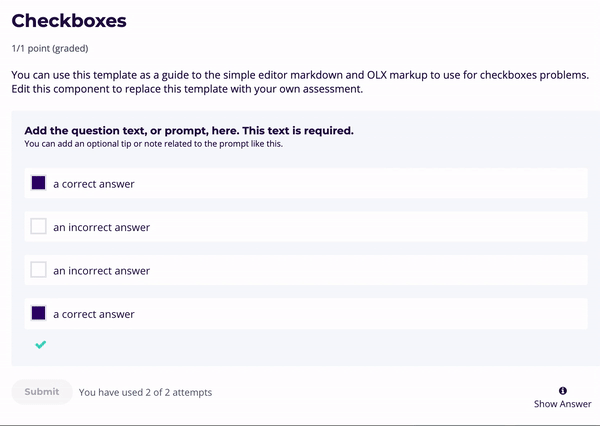 Checkboxes
1/1 point (graded)
You can use this template as a guide to the simple editor markdown and OLX markup to use for checkboxes problems.
Edit this component to replace this template with your own assessment.
Add the question text, or prompt, here. This text is required.
You can add an optional tip or note related to the prompt like this.
a correct answer
an incorrect answer
an incorrect answer
a correct answer
Submit You have used 2 of 2 attempts
Show Answer